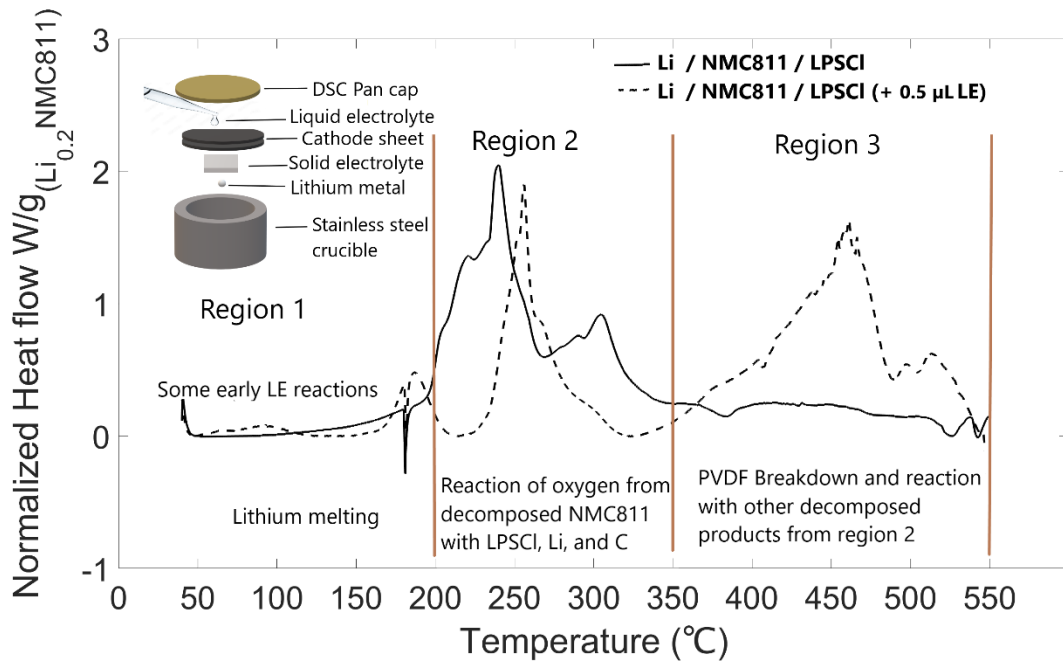 3
2
1
0
-1
Normalized Heat flow W/g(Li0.2NMC811)
DSC Pan cap
Liquid electrolyte
Cathode sheet
Solid electrolyte
Lithium metal
Stainless steel
crucible
Li / NMC811 / LPSCl
Li / NMC811 / LPSCl (+ 0.5 µL LE)
Region 1
Region 2
Region 3
Some early LE reactions
Lithium melting
Reaction of oxygen from
decomposed NMC811
with LPSCl, Li, and C
PVDF Breakdown and reaction
with other decomposed
products from region 2
0 50 100 150 200 250 300 350 400 450 500 550
Temperature (℃)